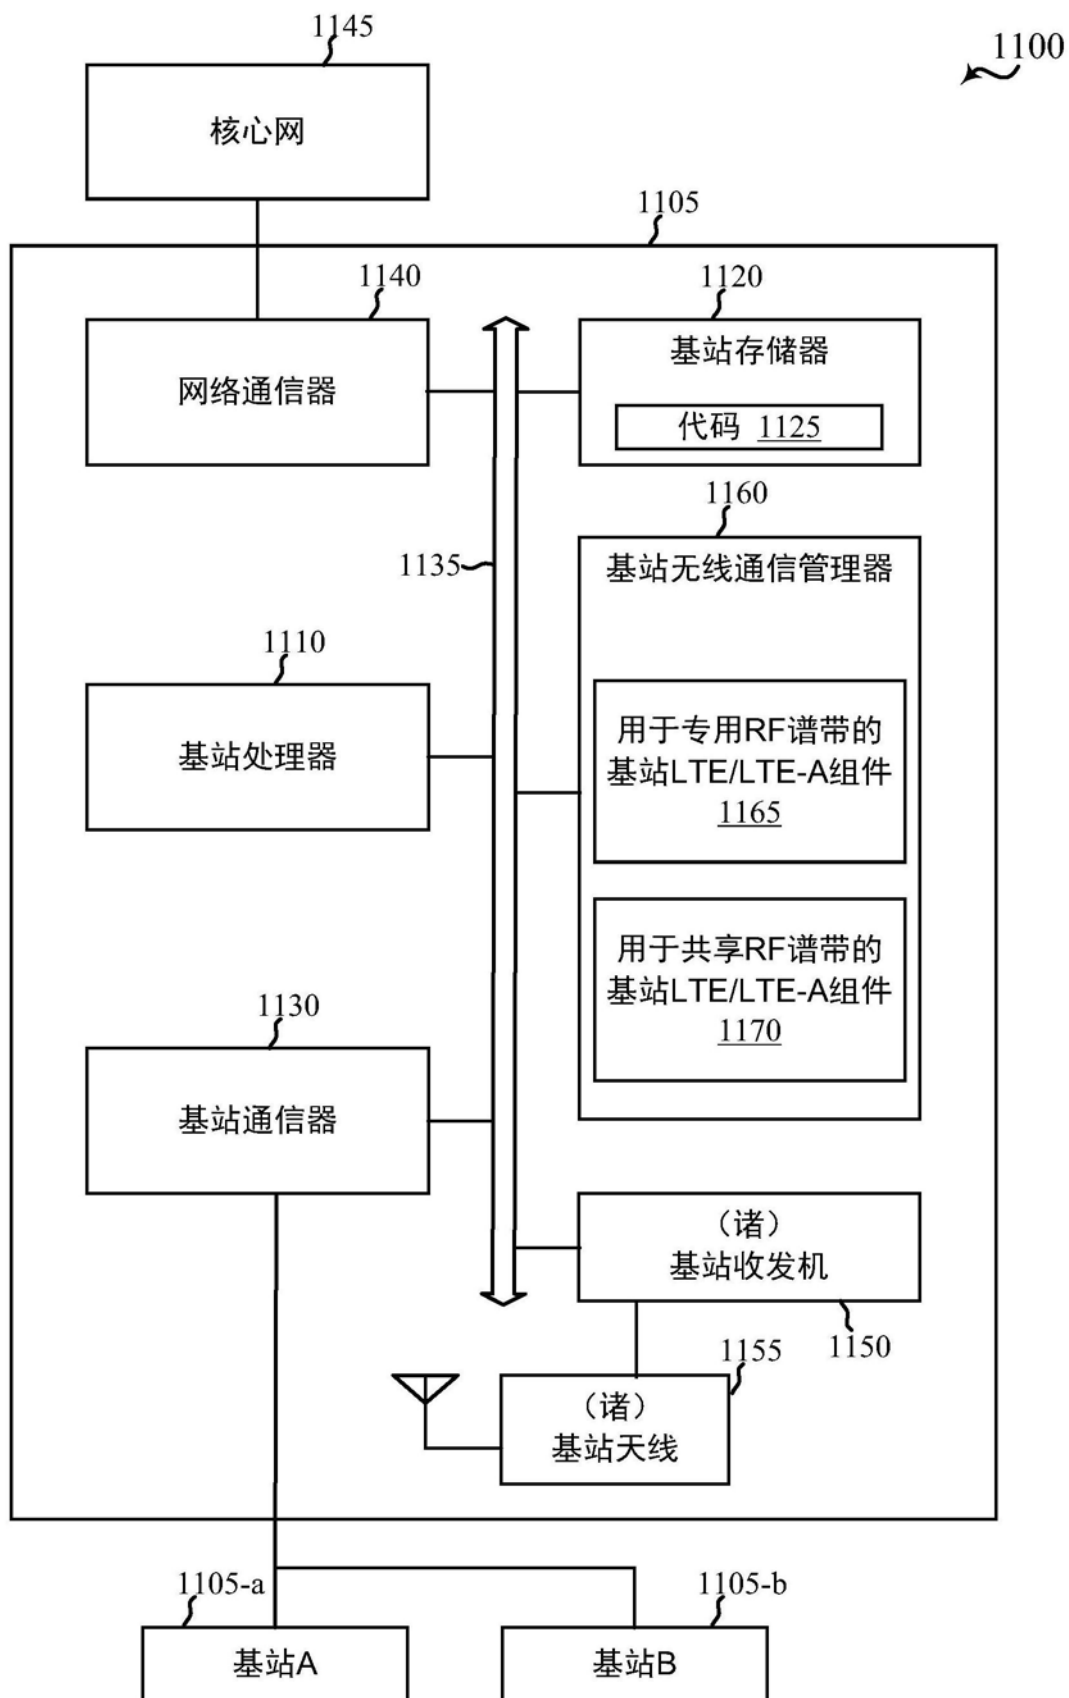 1145
1100
核心网
1105
1140
1120
网络通信器
基站存储器
代码 1125
1160
1135
基站无线通信管理器
1110
基站处理器
用于专用RF谱带的
基站LTE/LTE-A组件
1165
用于共享RF谱带的
基站LTE/LTE-A组件
1170
1130
基站通信器
（诸）
基站收发机
1150
1155
（诸）
基站天线
1105-a
1105-b
基站A
基站B